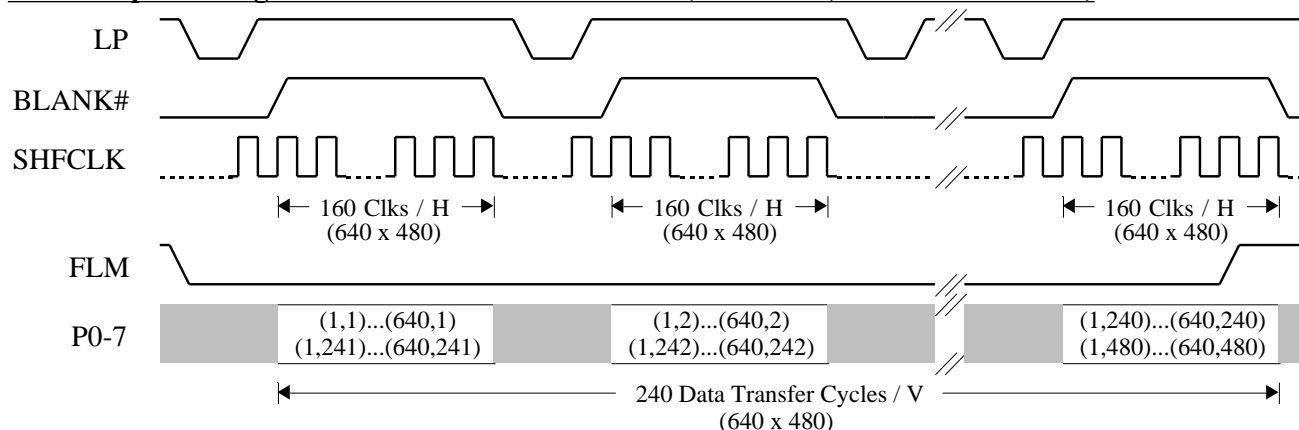 LP
BLANK#
SHFCLK
160 Clks / H
(640 x 480)
160 Clks / H
(640 x 480)
160 Clks / H
(640 x 480)
FLM
P0-7
(1,1)...(640,1)
(1,241)...(640,241)
(1,2)...(640,2)
(1,242)...(640,242)
(1,240)...(640,240)
(1,480)...(640,480)
240 Data Transfer Cycles / V
(640 x 480)